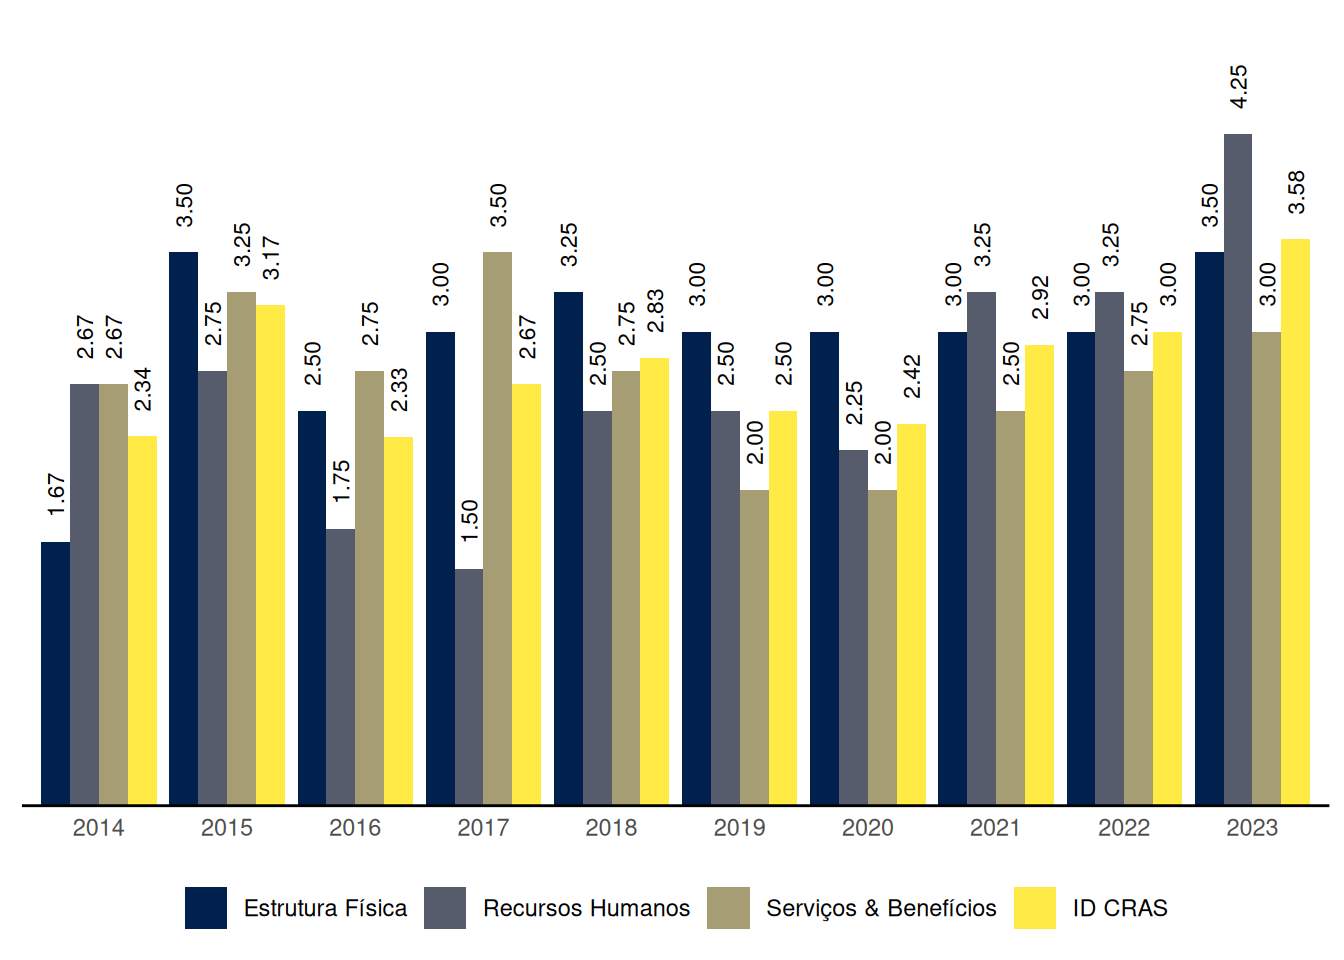 1.67 2.67 2.67 2.34 3.50 2.75 3.25 3.17 2.50 1.75 2.75 2.33 3.00 1.50 3.50 2.67 3.25 2.50 2.75 2.83 3.00 2.50 2.00 2.50 3.00 2.25 2.00 2.42 3.00 3.25 2.50 2.92 3.00 3.25 2.75 3.00 3.50 4.25 3.00 3.58
2014 2015 2016 2017 2018 2019 2020 2021 2022 2023
Estrutura Física Recursos Humanos Serviços & Benefícios ID CRAS